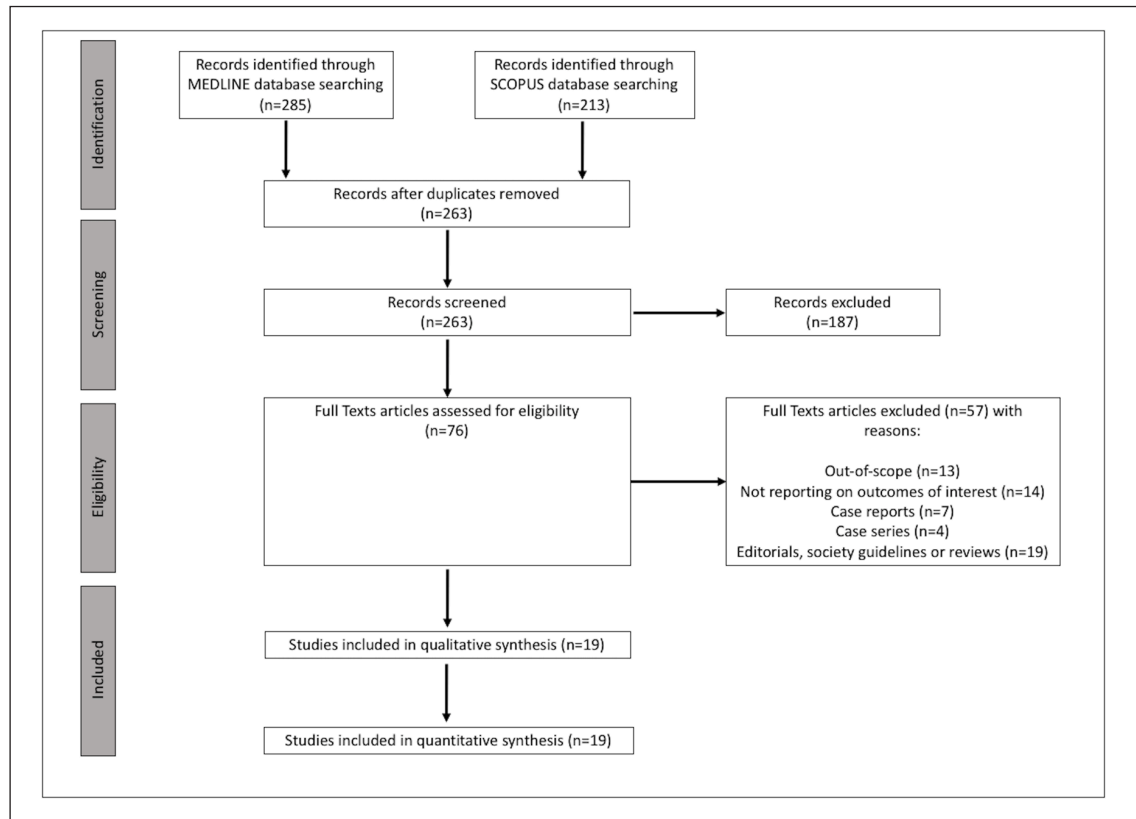 Identification
Records identified through
MEDLINE database searching
(n=285)
Records identified through
SCOPUS database searching
(n=213)
Records after duplicates removed
(n=263)
Screening
Records screened
(n=263)
Records excluded
(n=187)
Eligibility
Full Texts articles assessed for eligibility
(n=76)
Full Texts articles excluded (n=57) with
reasons:
Out-of-scope (n=13)
Not reporting on outcomes of interest (n=14)
Case reports (n=7)
Case series (n=4)
Editorials, society guidelines or reviews (n=19)
Included
Studies included in qualitative synthesis (n=19)
Studies included in quantitative synthesis (n=19)